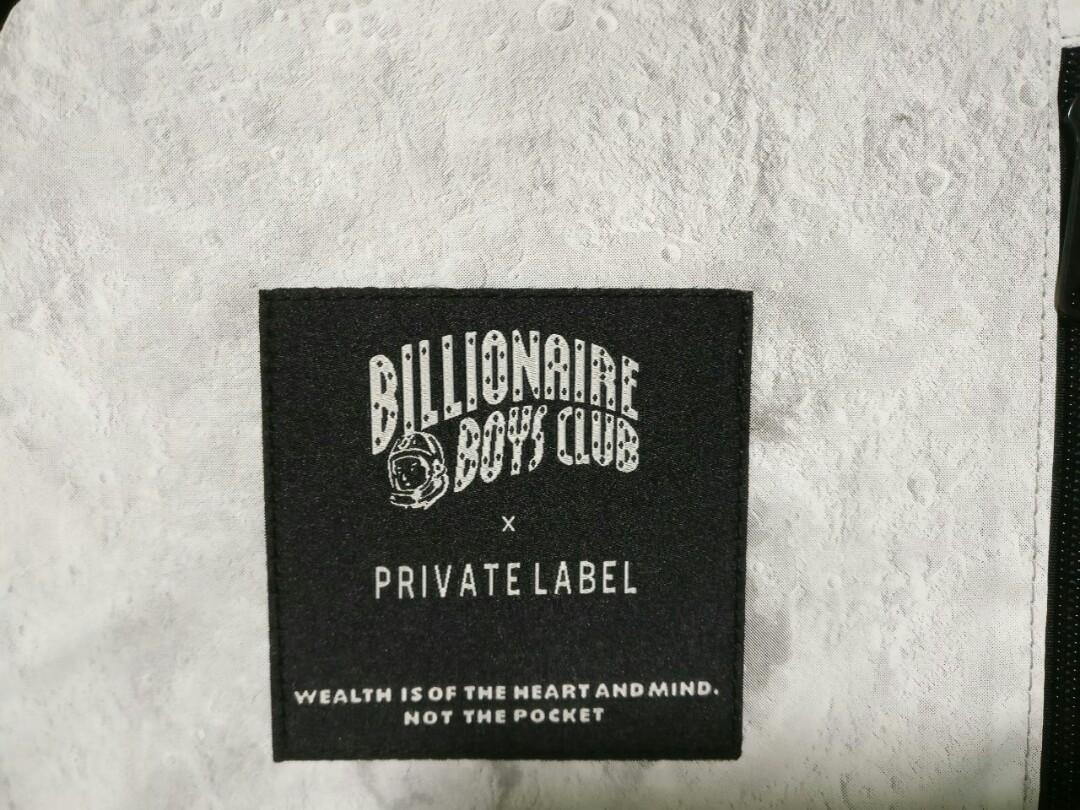 BILLIONAIRE
BOYS CLUB
X
PRIVATE LABEL
WEALTH IS OF THE HEART AND MIND.
NOT THE POCKET